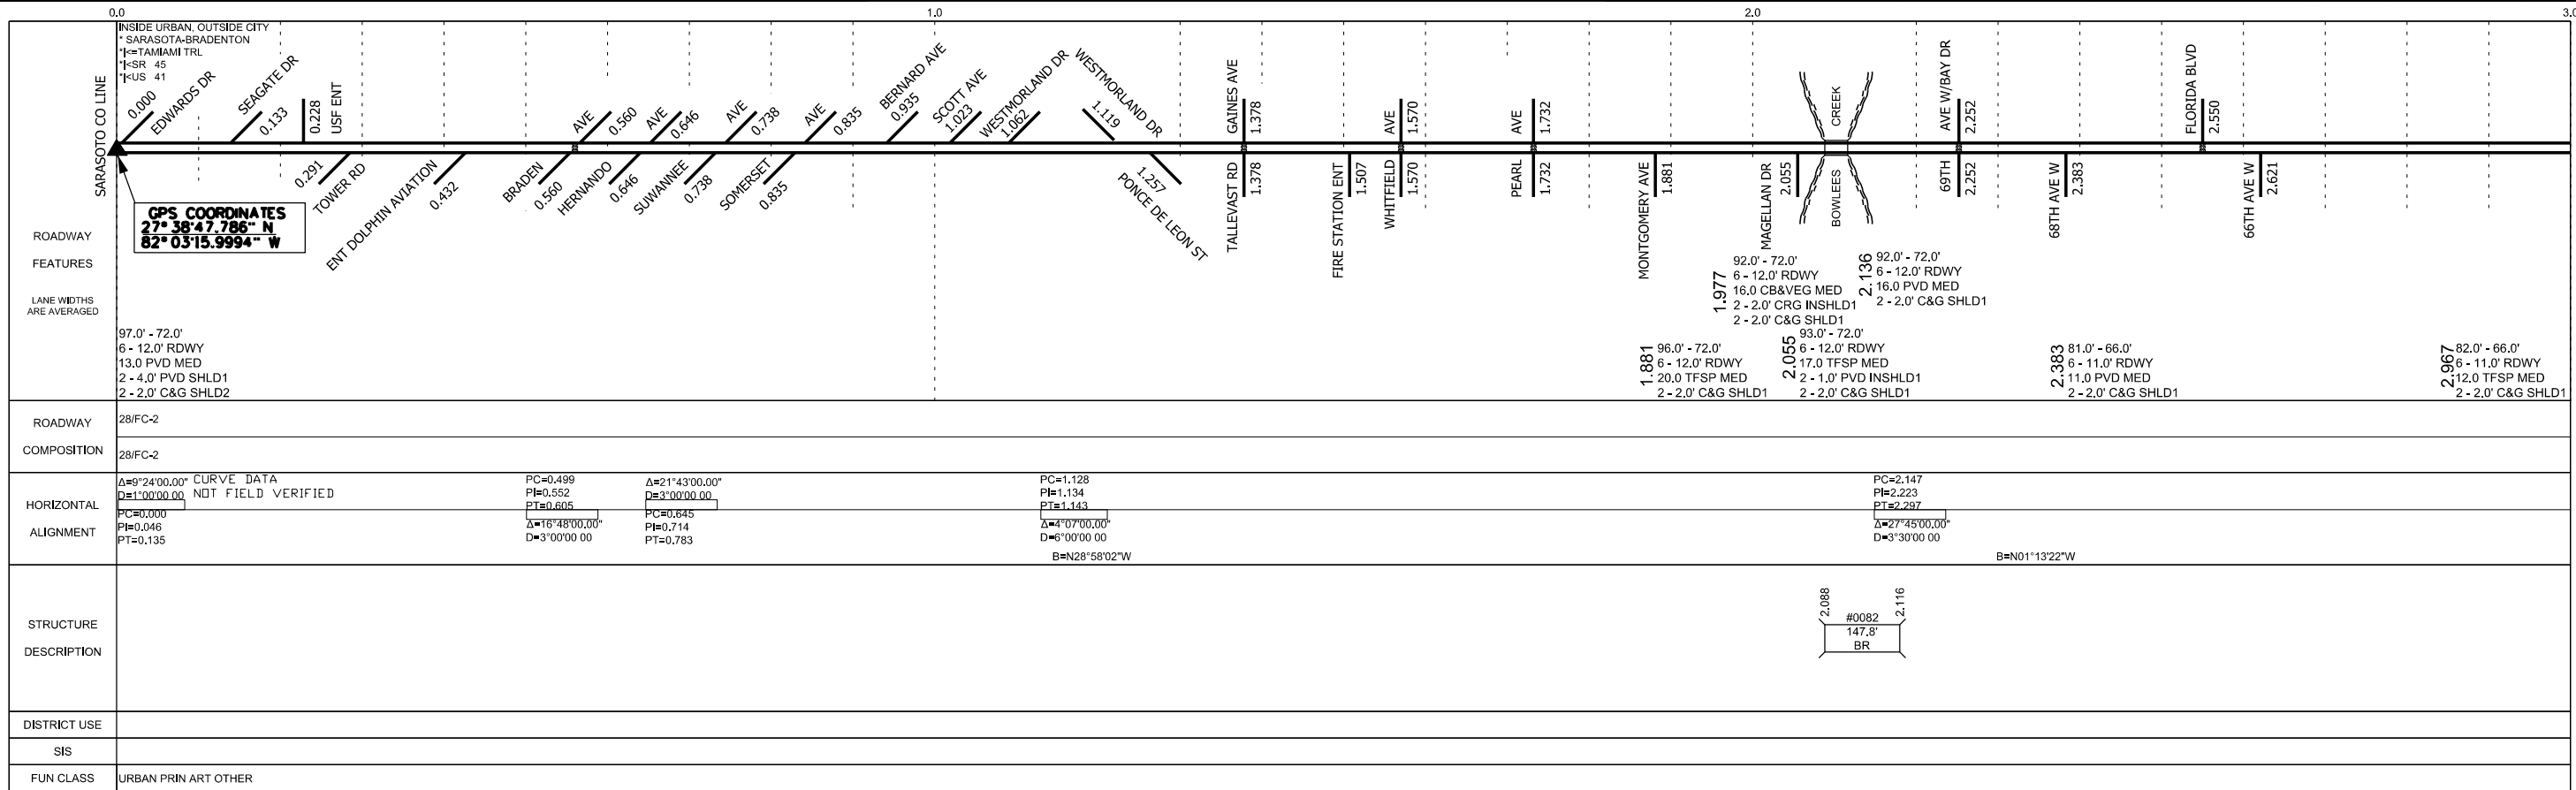 0.0
1.0
2.0
3.0
INSIDE URBAN, OUTSIDE CITY
* SARASOTA-BRADENTON
*|<=TAMIAMI TRL
*|<SR 45
*|<US 41
SARASOTO CO LINE
0.000
EDWARDS DR
SEAGATE DR
0.133
0.228
USF ENT
AVE
0.560
AVE
0.646
AVE
0.738
AVE
0.835
BERNARD AVE
0.935
SCOTT AVE
1.023
WESTMORLAND DR
1.062
WESTMORLAND DR
1.119
GAINES AVE
1.378
AVE
1.570
AVE
1.732
CREEK
AVE W/BAY DR
2.252
FLORIDA BLVD
2.550
0.291
TOWER RD
ENT DOLPHIN AVIATION
0.432
BRADEN
0.560
HERNANDO
0.646
SUWANNEE
0.738
SOMERSET
0.835
1.257
PONCE DE LEON ST
TALLEVAST RD
1.378
FIRE STATION ENT
1.507
WHITFIELD
1.570
PEARL
1.732
MONTGOMERY AVE
1.881
MAGELLAN DR
2.055
BOWLEES
69TH
2.252
68TH AVE W
2.383
66TH AVE W
2.621
GPS COORDINATES
27° 38'47.786" N
82° 03'15.9994" W
ROADWAY
FEATURES
LANE WIDTHS
ARE AVERAGED
97.0' - 72.0'
6 - 12.0' RDWY
13.0 PVD MED
2 - 4.0' PVD SHLD1
2 - 2.0' C&G SHLD2
1.881
96.0' - 72.0'
6 - 12.0' RDWY
20.0 TFSP MED
2 - 2.0' C&G SHLD1
1.977
92.0' - 72.0'
6 - 12.0' RDWY
16.0 CB&VEG MED
2 - 2.0' CRG INSHLD1
2 - 2.0' C&G SHLD1
2.055
93.0' - 72.0'
6 - 12.0' RDWY
17.0 TFSP MED
2 - 1.0' PVD INSHLD1
2 - 2.0' C&G SHLD1
2.136
92.0' - 72.0'
6 - 12.0' RDWY
16.0 PVD MED
2 - 2.0' C&G SHLD1
2.383
81.0' - 66.0'
6 - 11.0' RDWY
11.0 PVD MED
2 - 2.0' C&G SHLD1
2.967
82.0' - 66.0'
6 - 11.0' RDWY
12.0 TFSP MED
2 - 2.0' C&G SHLD1
ROADWAY
COMPOSITION
28/FC-2
28/FC-2
HORIZONTAL
ALIGNMENT
Δ=9°24'00.00" CURVE DATA
D=1°00'00 00 NOT FIELD VERIFIED
PC=0.000
PI=0.046
PT=0.135
PC=0.499
PI=0.552
PT=0.605
Δ=16°48'00.00"
D=3°00'00 00
Δ=21°43'00.00"
D=3°00'00 00
PC=0.645
PI=0.714
PT=0.783
PC=1.128
PI=1.134
PT=1.143
Δ=4°07'00.00"
D=6°00'00 00
B=N28°58'02"W
PC=2.147
PI=2.223
PT=2.297
Δ=27°45'00.00"
D=3°30'00 00
B=N01°13'22"W
STRUCTURE
DESCRIPTION
2.088
2.116
#0082
147.8'
BR
DISTRICT USE
SIS
FUN CLASS
URBAN PRIN ART OTHER